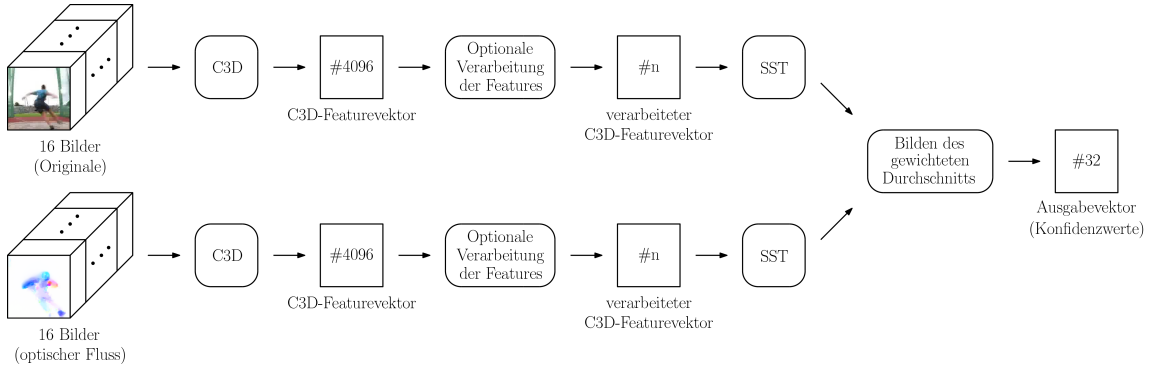 16 Bilder
(Originale)
C3D
#4096
C3D-Featurevektor
Optionale
Verarbeitung
der Features
#n
verarbeiteter
C3D-Featurevektor
SST
16 Bilder
(optischer Fluss)
C3D
#4096
C3D-Featurevektor
Optionale
Verarbeitung
der Features
#n
verarbeiteter
C3D-Featurevektor
SST
Bilden des
gewichteten
Durchschnitts
#32
Ausgabevektor
(Konfidenzwerte)